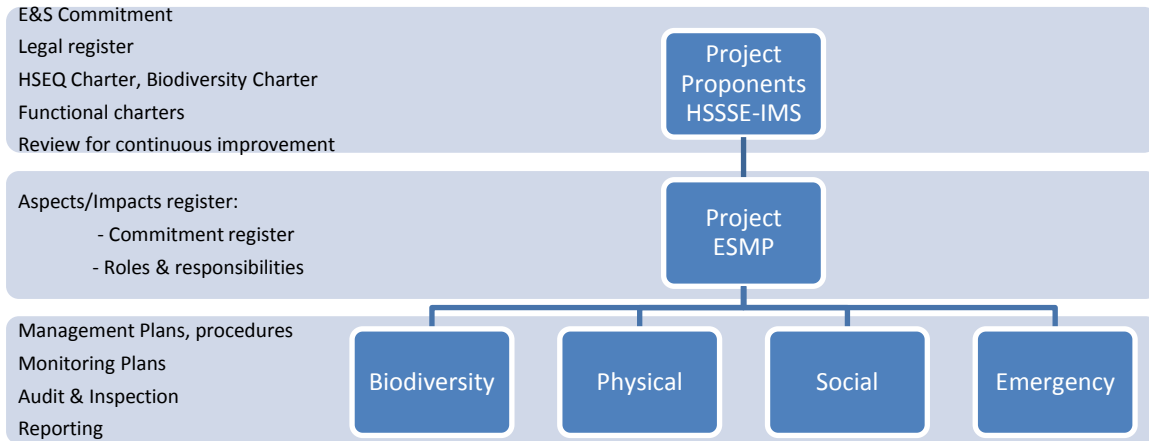 E&S Commitment
Legal register
HSEQ Charter, Biodiversity Charter
Functional charters
Review for continuous improvement
Project
Proponents
HSSSE-IMS
Aspects/Impacts register:
- Commitment register
- Roles & responsibilities
Project
ESMP
Management Plans, procedures
Monitoring Plans
Audit & Inspection
Reporting
Biodiversity
Physical
Social
Emergency